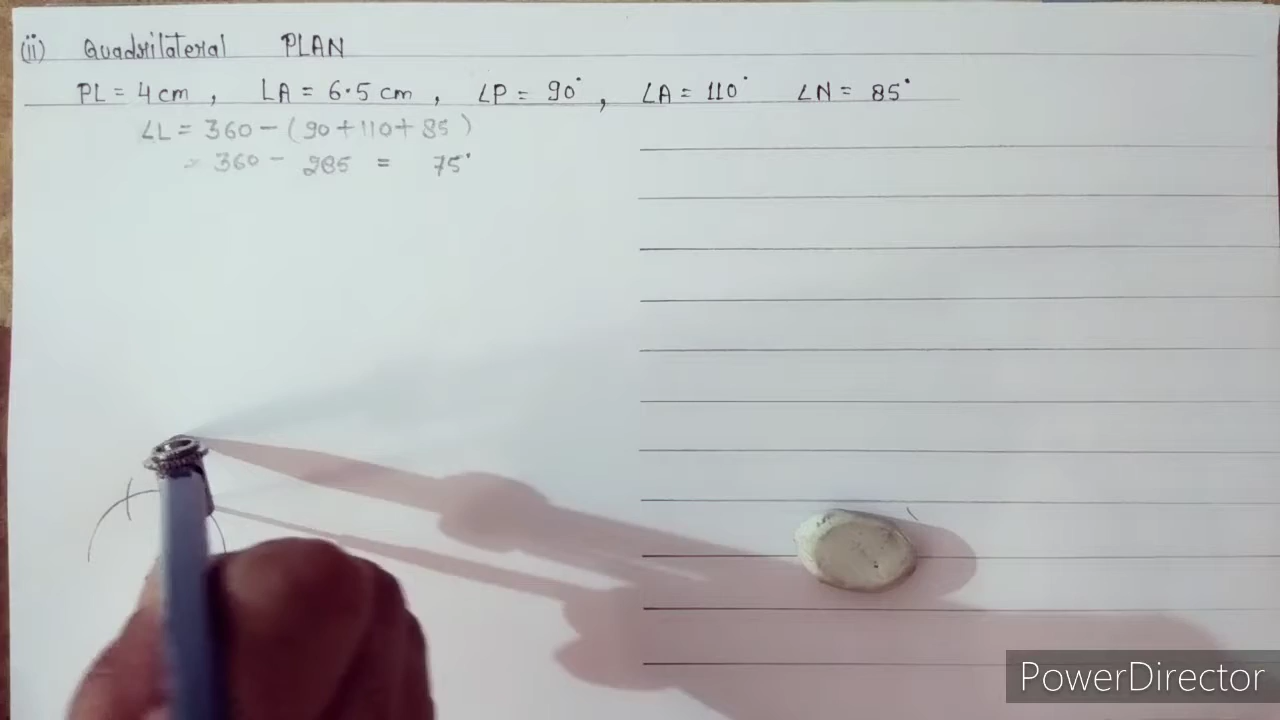 (ii) Quadrilateral PLAN
PL = 4 cm , LA = 6.5 cm , ∠P = 90° , ∠A = 110° ∠N = 85°
∠L = 360 - (90 + 110 + 85 )
= 360 - 285 = 75°
PowerDirector